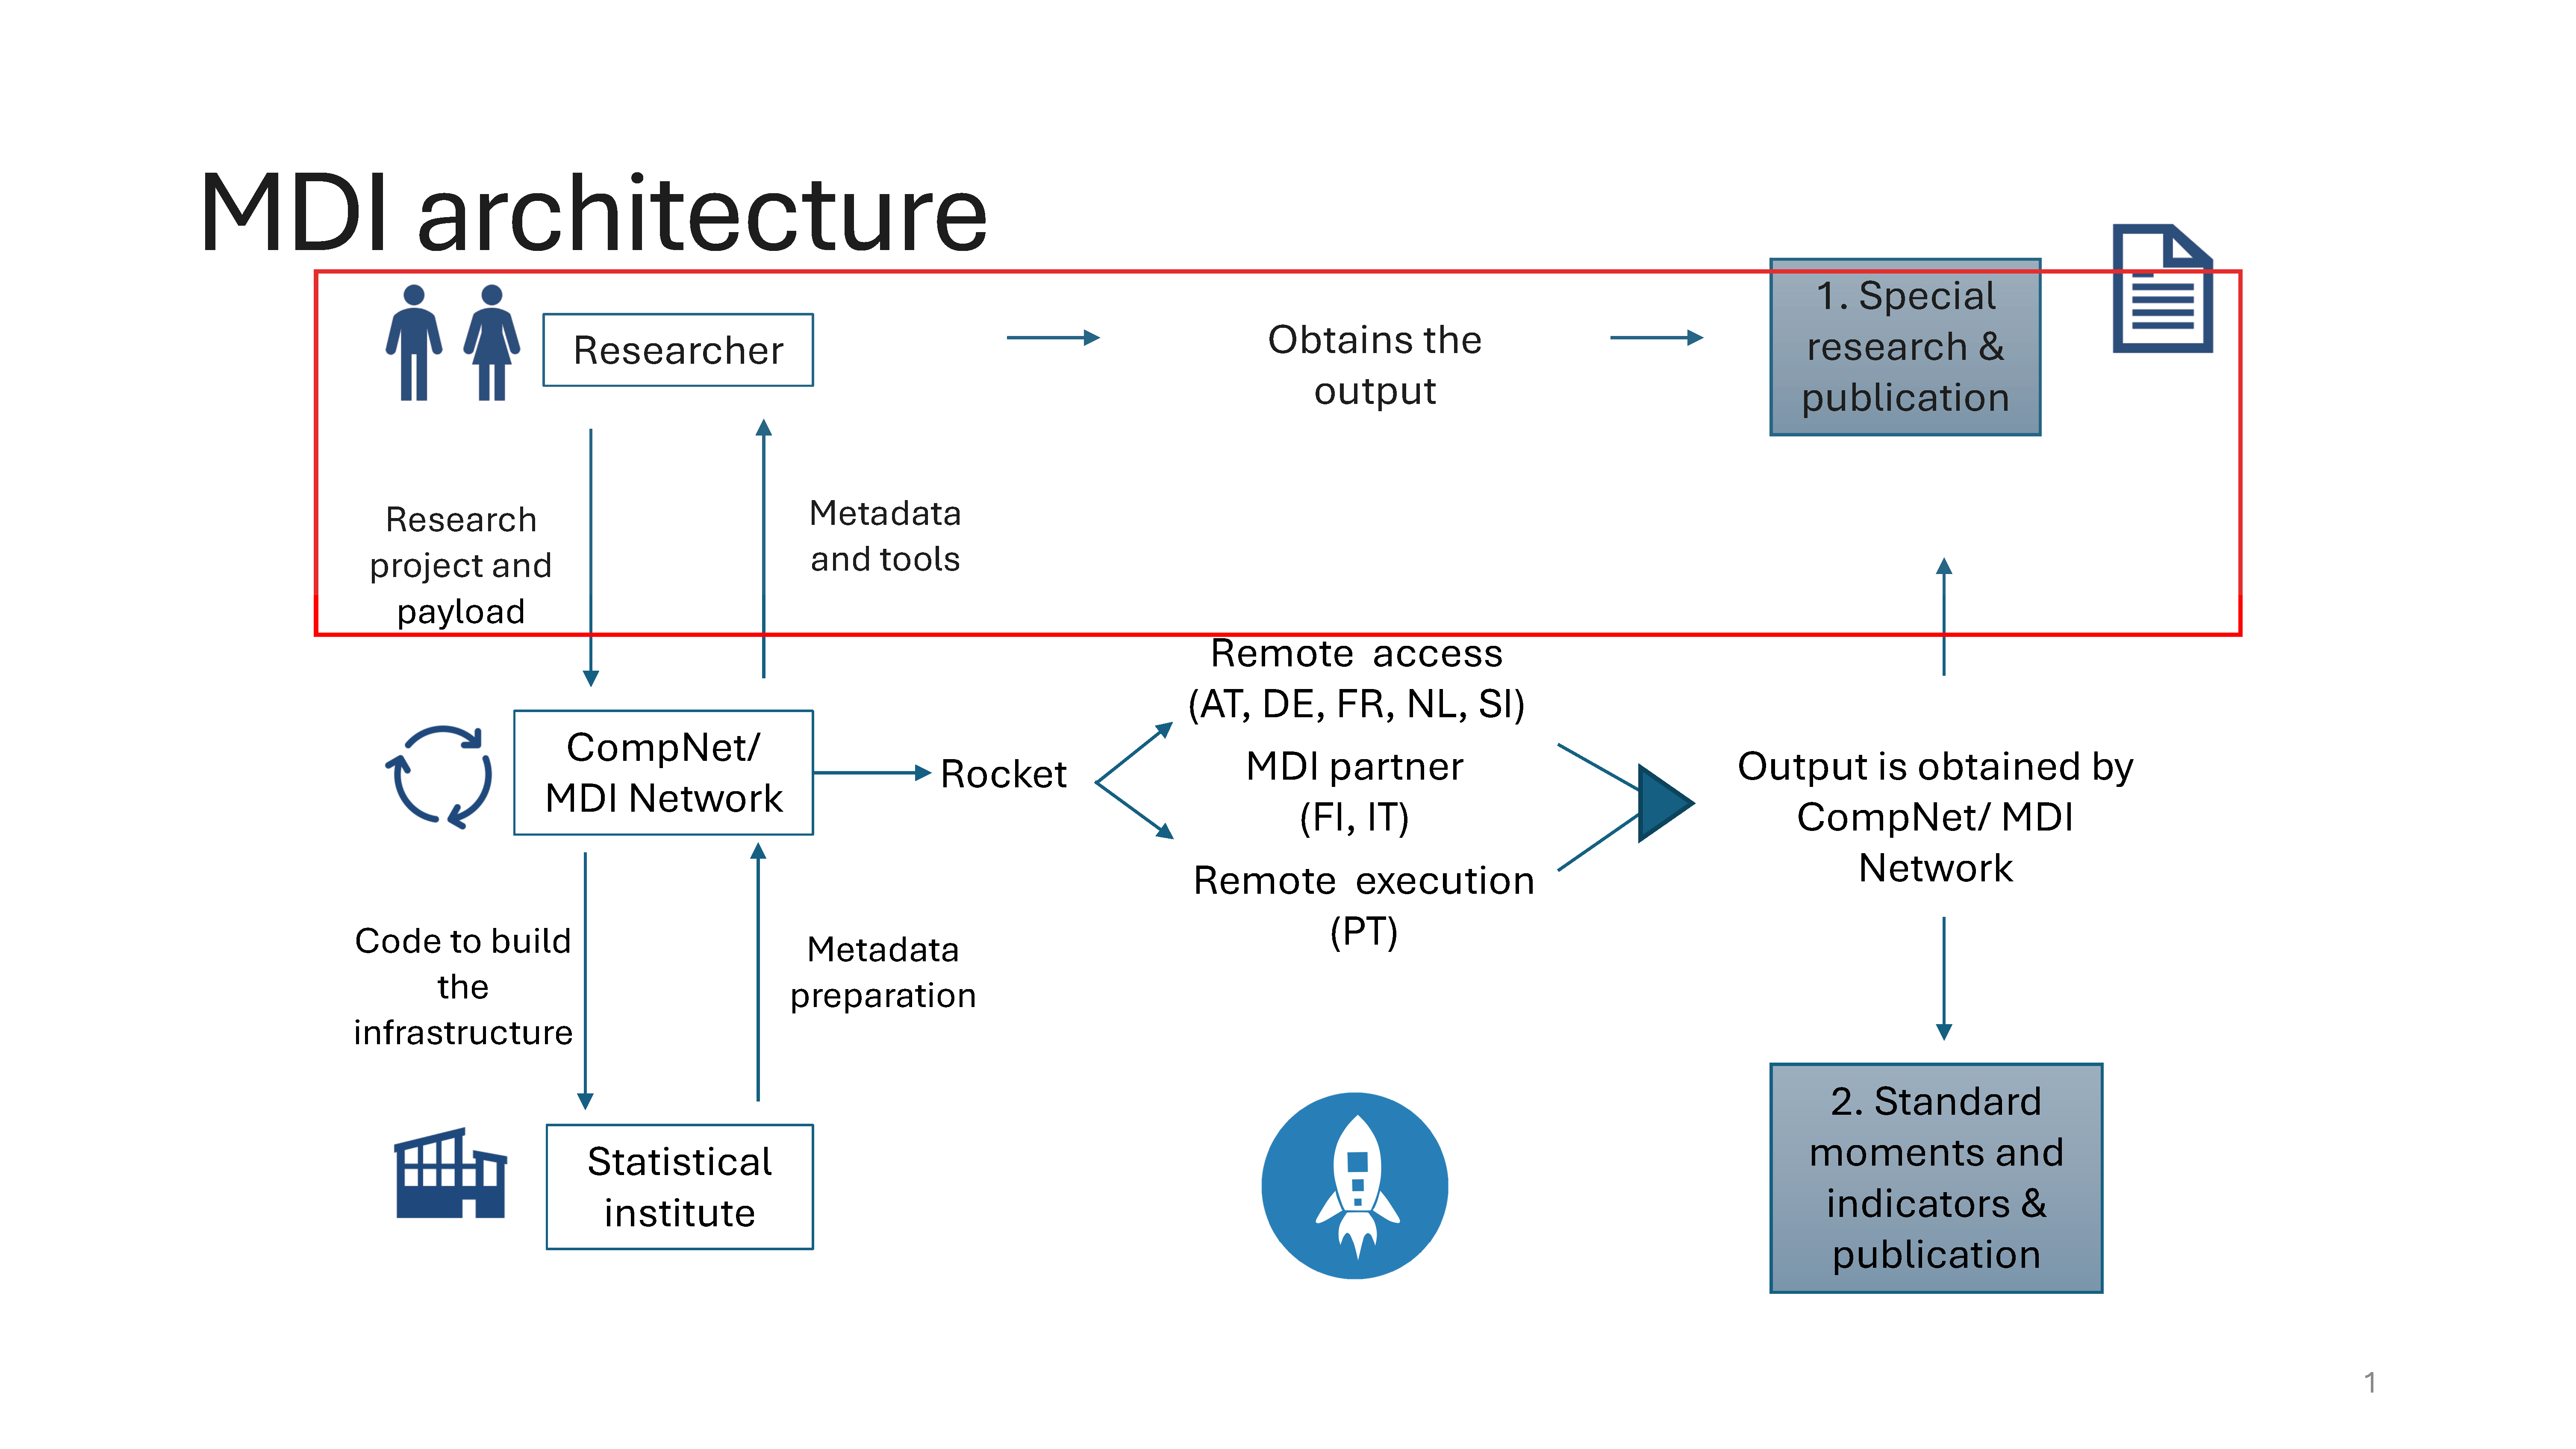 MDI architecture
Researcher
Obtains the
output
1. Special
research &
publication
Research
project and
payload
Metadata
and tools
CompNet/
MDI Network
Rocket
Remote access
(AT, DE, FR, NL, SI)
MDI partner
(FI, IT)
Remote execution
(PT)
Output is obtained by
CompNet/ MDI
Network
Code to build
the
infrastructure
Metadata
preparation
Statistical
institute
2. Standard
moments and
indicators &
publication
1